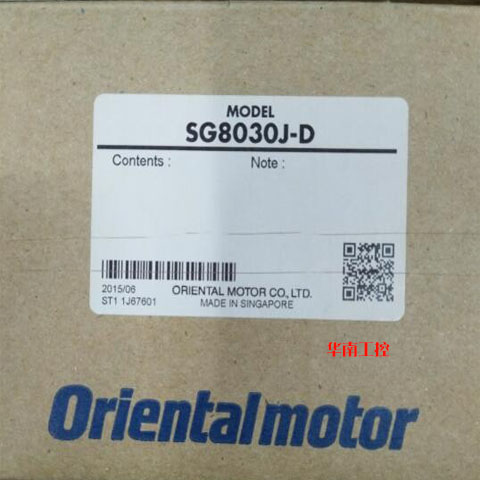 MODEL
SG8030J-D
Contents : Note :
2015/06 ORIENTAL MOTOR CO., LTD.
ST1 1J67601 MADE IN SINGAPORE
华南工控
Orientalmotor